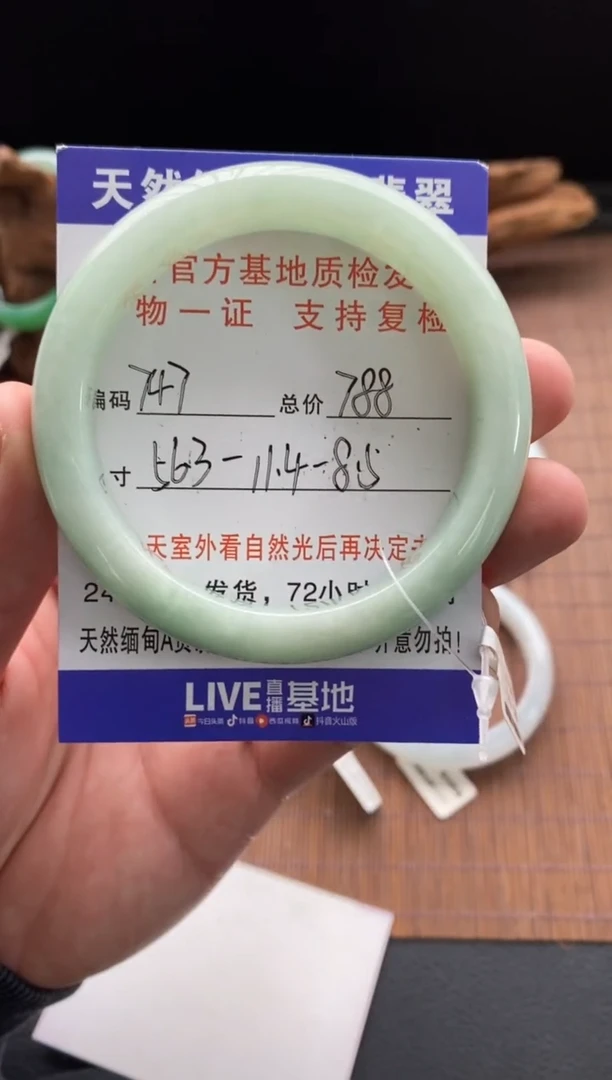 天然 翡翠
官方基地质检发
物一证 支持复检
编码 747 总价 788
寸 563-11.4-8.5
天室外看自然光后再决定
24 发货，72小时
天然缅甸A货 介意勿拍！
LIVE直播基地
头条 今日头条 抖音 西瓜视频 抖音火山版